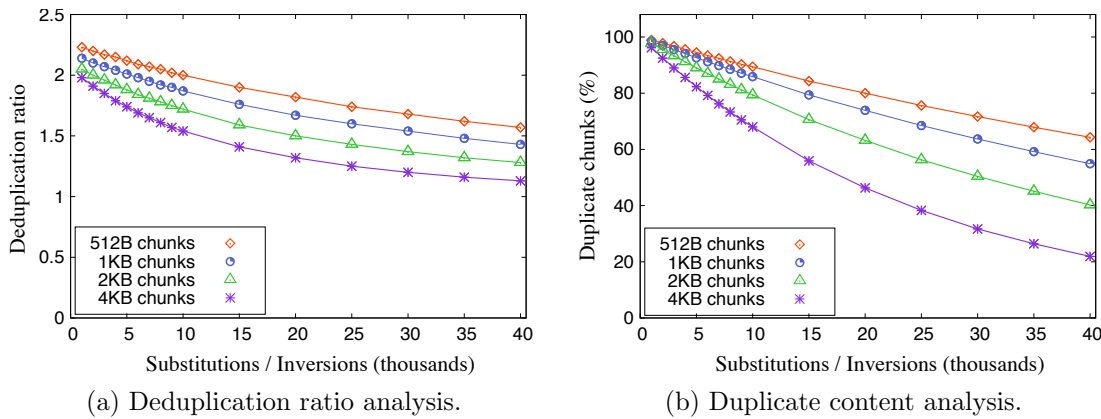 2.5
2
1.5
1
0.5
0
Deduplication ratio
512B chunks
1KB chunks
2KB chunks
4KB chunks
5 10 15 20 25 30 35 40
Substitutions / Inversions (thousands)
(a) Deduplication ratio analysis.
100
80
60
40
20
0
Duplicate chunks (%)
512B chunks
1KB chunks
2KB chunks
4KB chunks
5 10 15 20 25 30 35 40
Substitutions / Inversions (thousands)
(b) Duplicate content analysis.